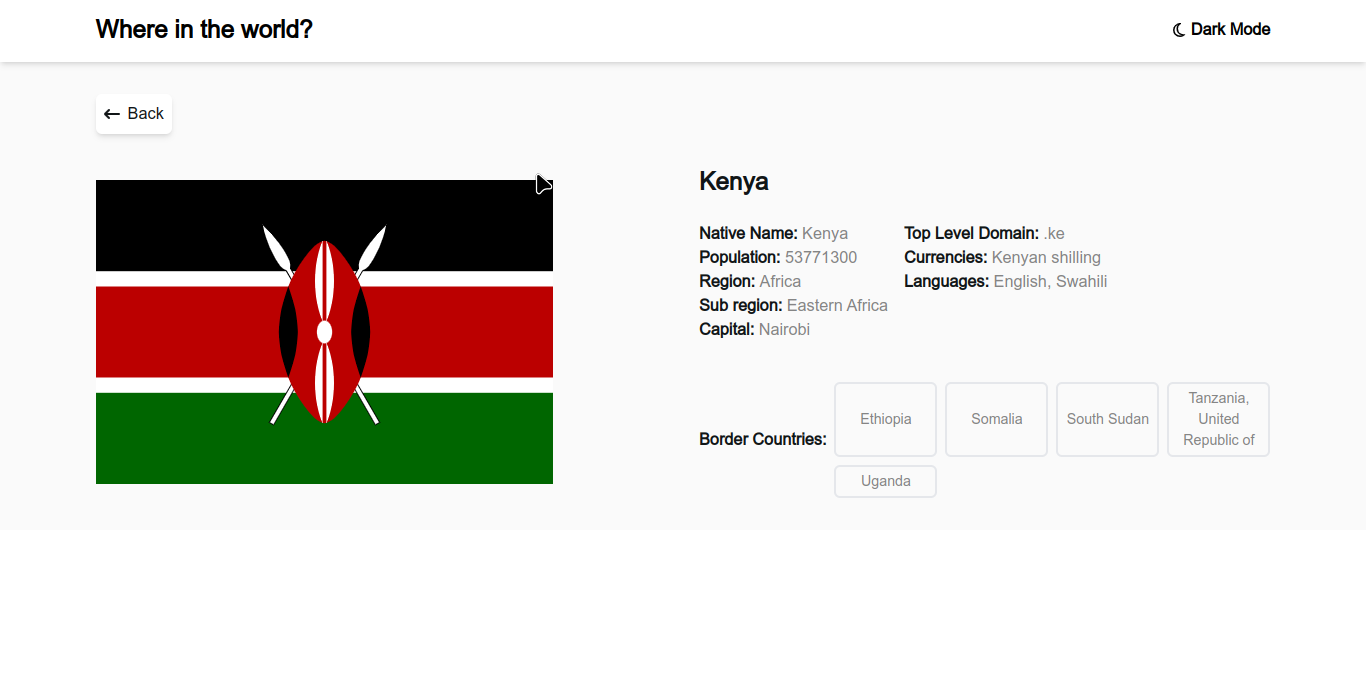 Where in the world?
Dark Mode
Back
Kenya
Native Name: Kenya
Population: 53771300
Region: Africa
Sub region: Eastern Africa
Capital: Nairobi
Top Level Domain: .ke
Currencies: Kenyan shilling
Languages: English, Swahili
Border Countries:
Ethiopia
Somalia
South Sudan
Tanzania,
United
Republic of
Uganda